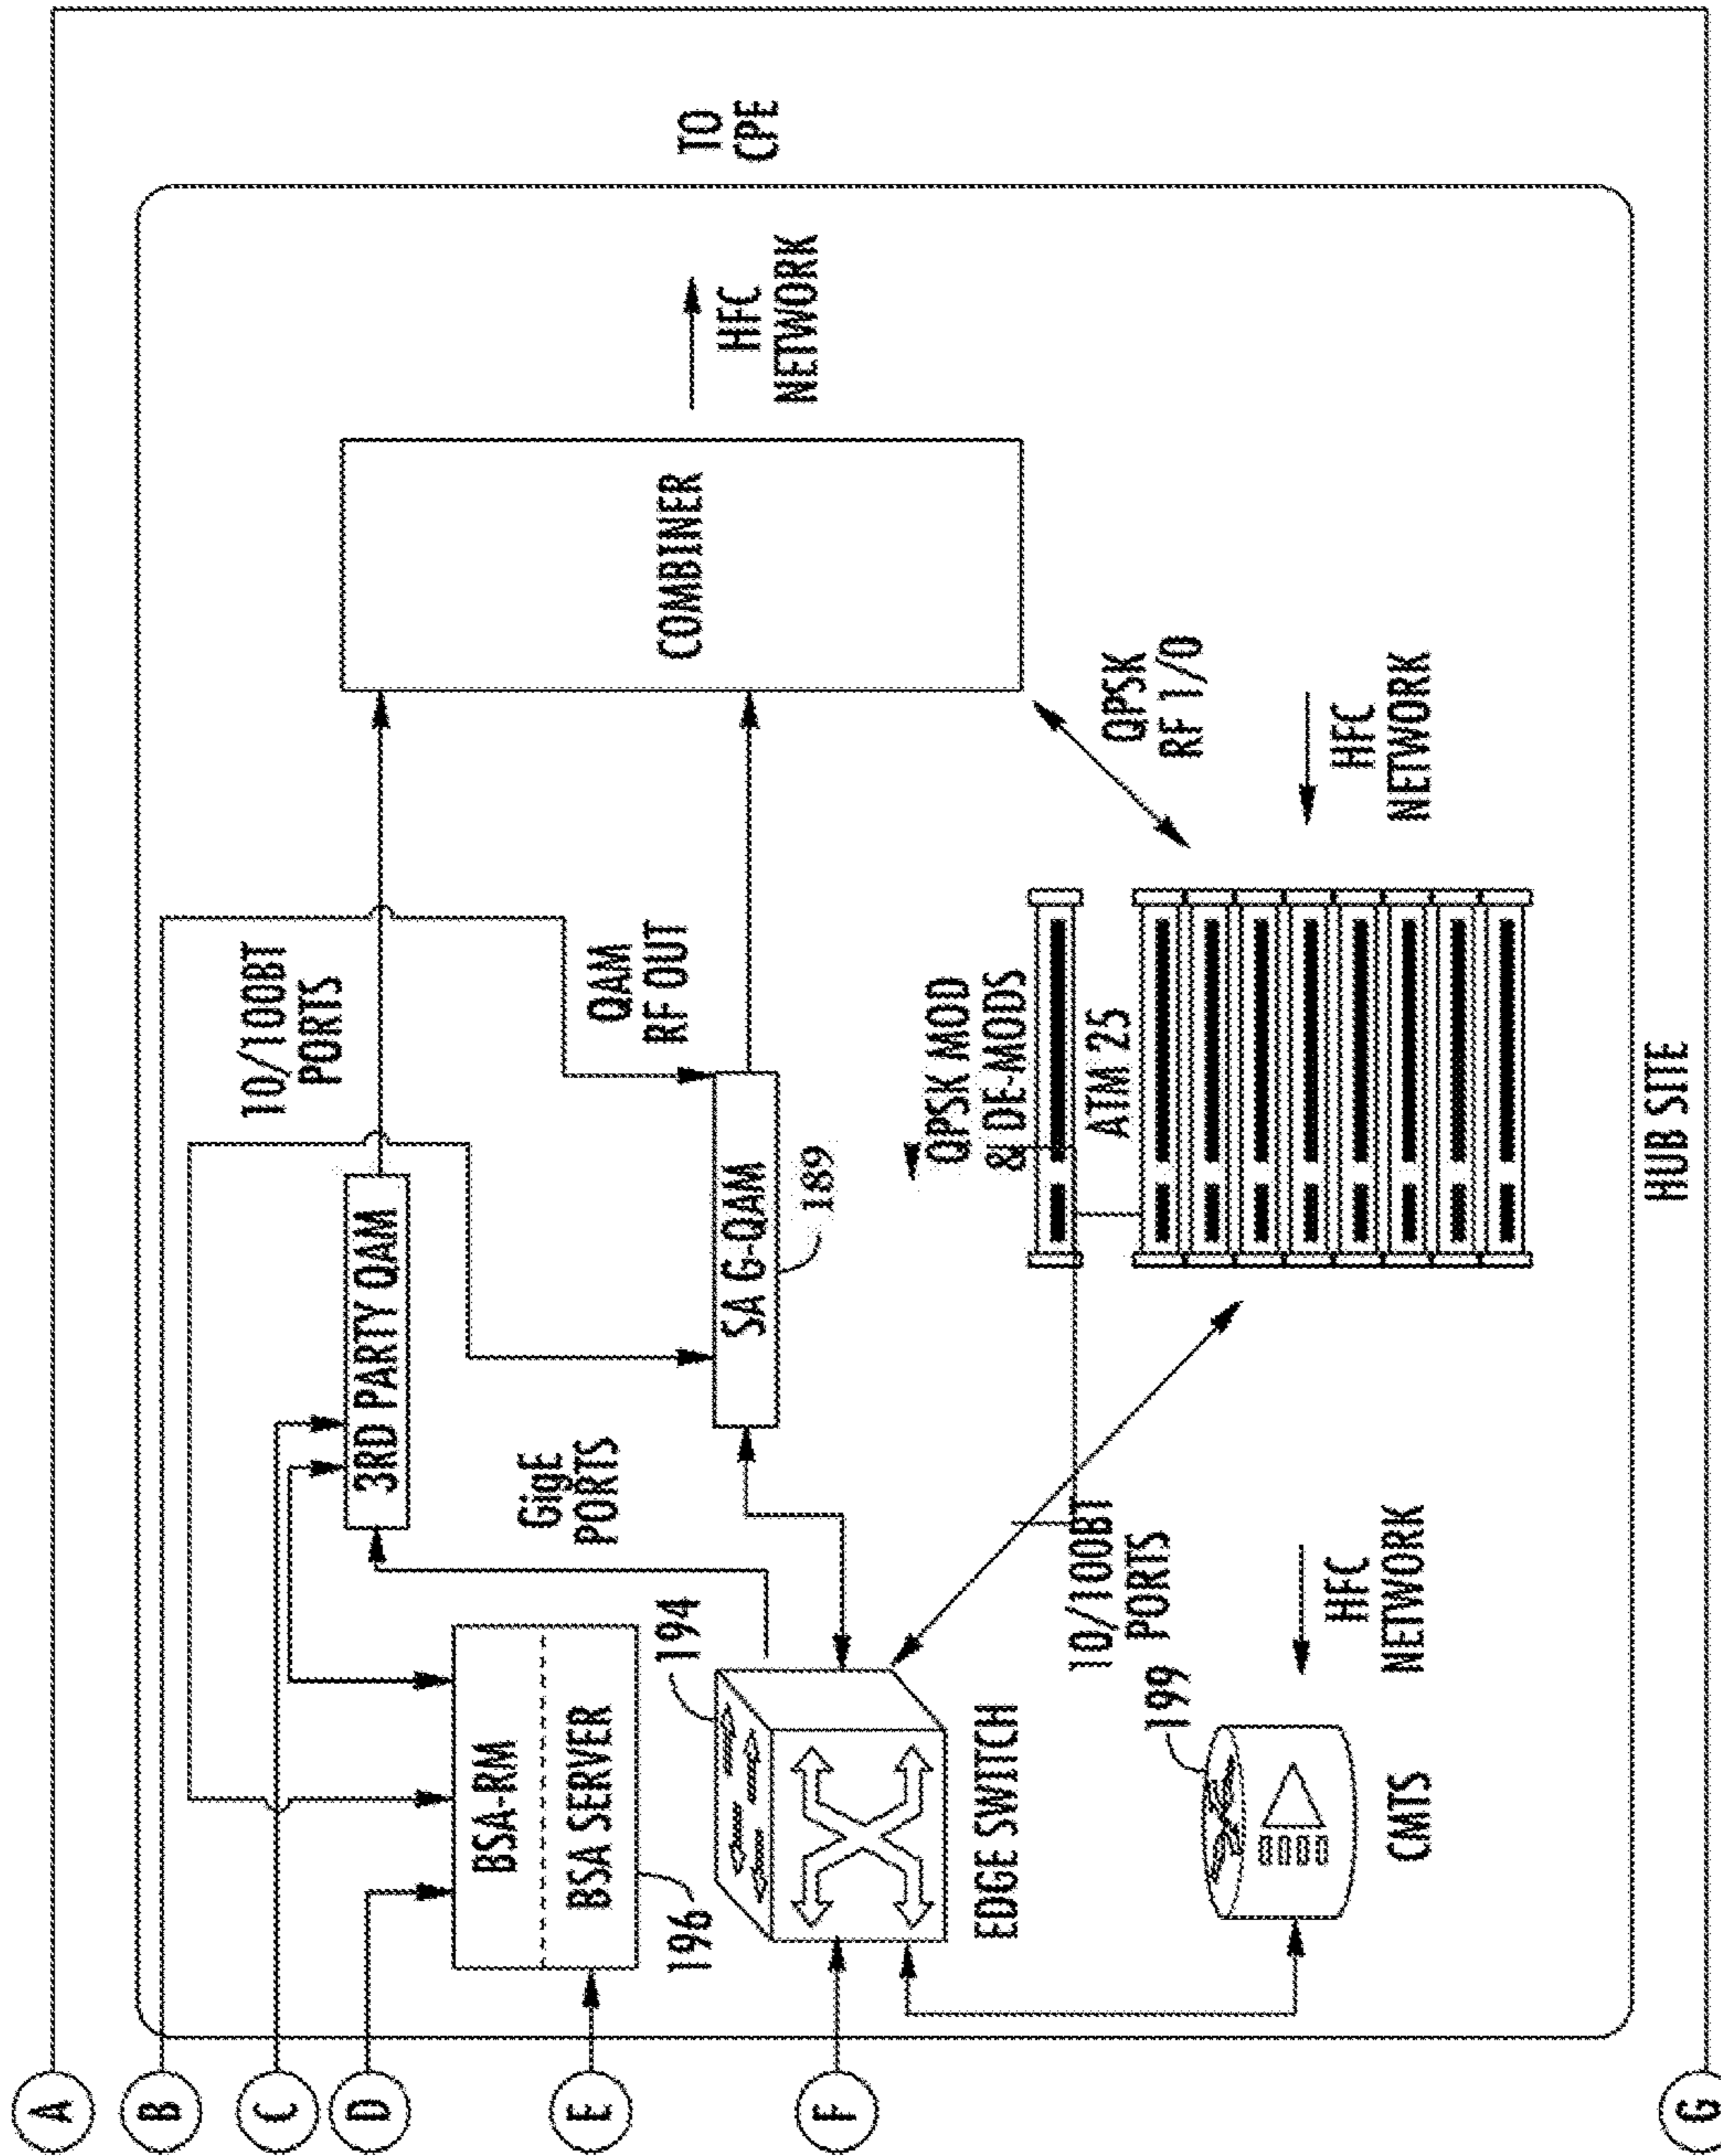 A
B
C
D
E
F
G
TO
CPE
10/100BT
PORTS
3RD PARTY QAM
BSA-RM
BSA SERVER
196
194
GigE
PORTS
QAM
RF OUT
SA G-QAM
189
COMBINER
HFC
NETWORK
EDGE SWITCH
QPSK MOD
& DE-MODS
ATM 25
QPSK
RF 1/0
HFC
NETWORK
10/100BT
PORTS
199
CMTS
HFC
NETWORK
HUB SITE